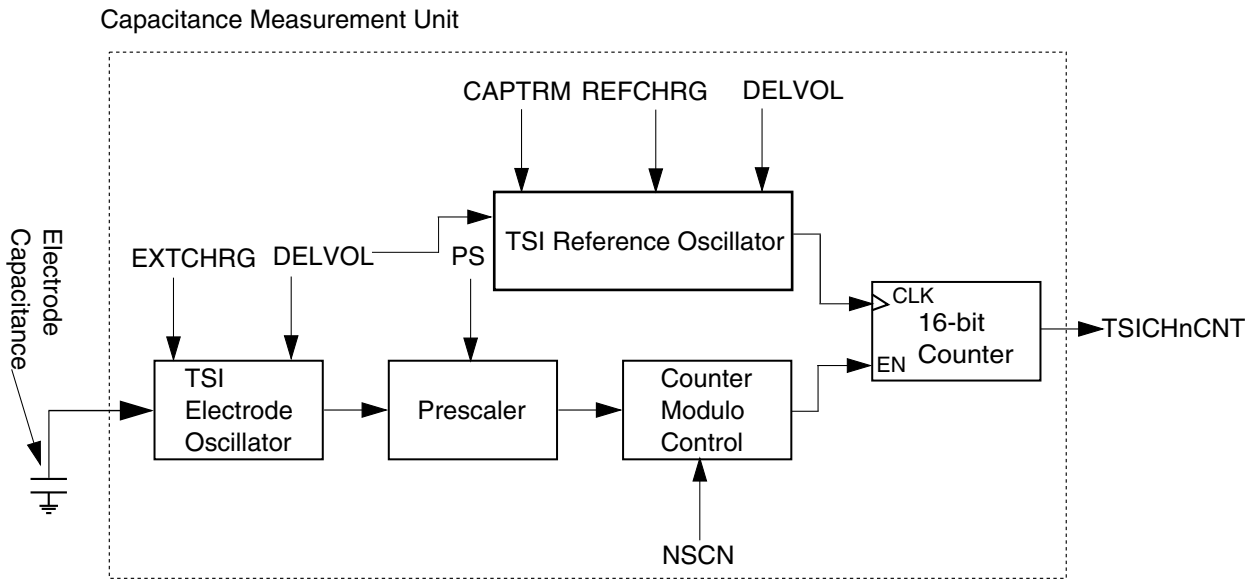 Capacitance Measurement Unit
CAPTRM REFCHRG DELVOL
TSI Reference Oscillator
Electrode
Capacitance
EXTCHRG DELVOL PS
CLK
16-bit
Counter
EN
TSICHnCNT
TSI
Electrode
Oscillator
Prescaler
Counter
Modulo
Control
NSCN